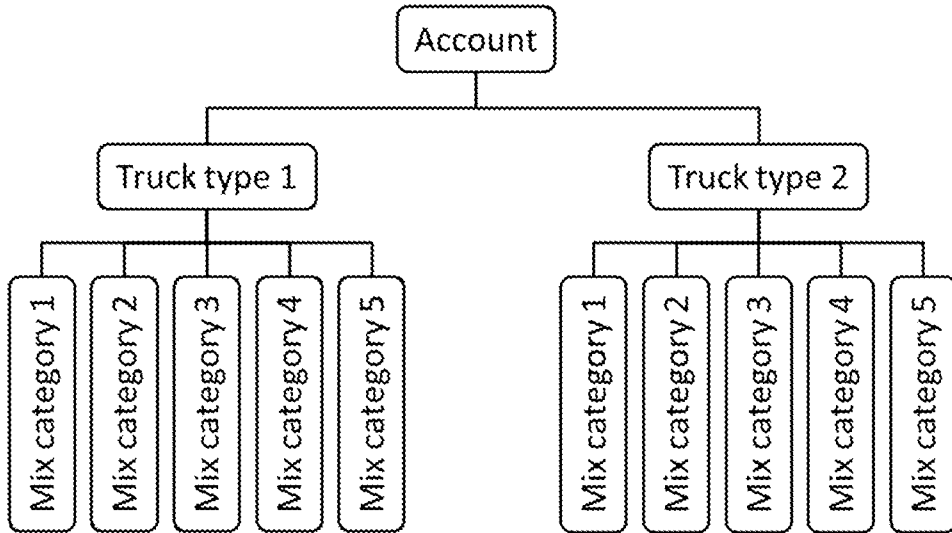 Account
Truck type 1
Truck type 2
Mix category 1
Mix category 2
Mix category 3
Mix category 4
Mix category 5
Mix category 1
Mix category 2
Mix category 3
Mix category 4
Mix category 5